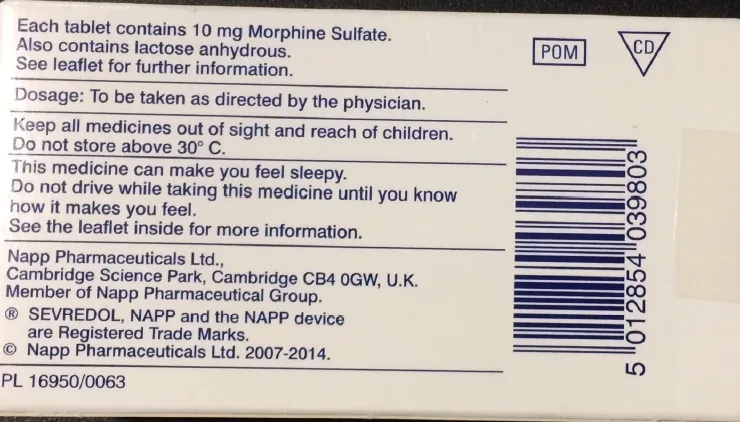 Each tablet contains 10 mg Morphine Sulfate.
Also contains lactose anhydrous.
See leaflet for further information.
POM
CD
Dosage: To be taken as directed by the physician.
Keep all medicines out of sight and reach of children.
Do not store above 30° C.
This medicine can make you feel sleepy.
Do not drive while taking this medicine until you know
how it makes you feel.
See the leaflet inside for more information.
Napp Pharmaceuticals Ltd.,
Cambridge Science Park, Cambridge CB4 0GW, U.K.
Member of Napp Pharmaceutical Group.
® SEVREDOL, NAPP and the NAPP device
are Registered Trade Marks.
© Napp Pharmaceuticals Ltd. 2007-2014.
PL 16950/0063
5 012854 039803